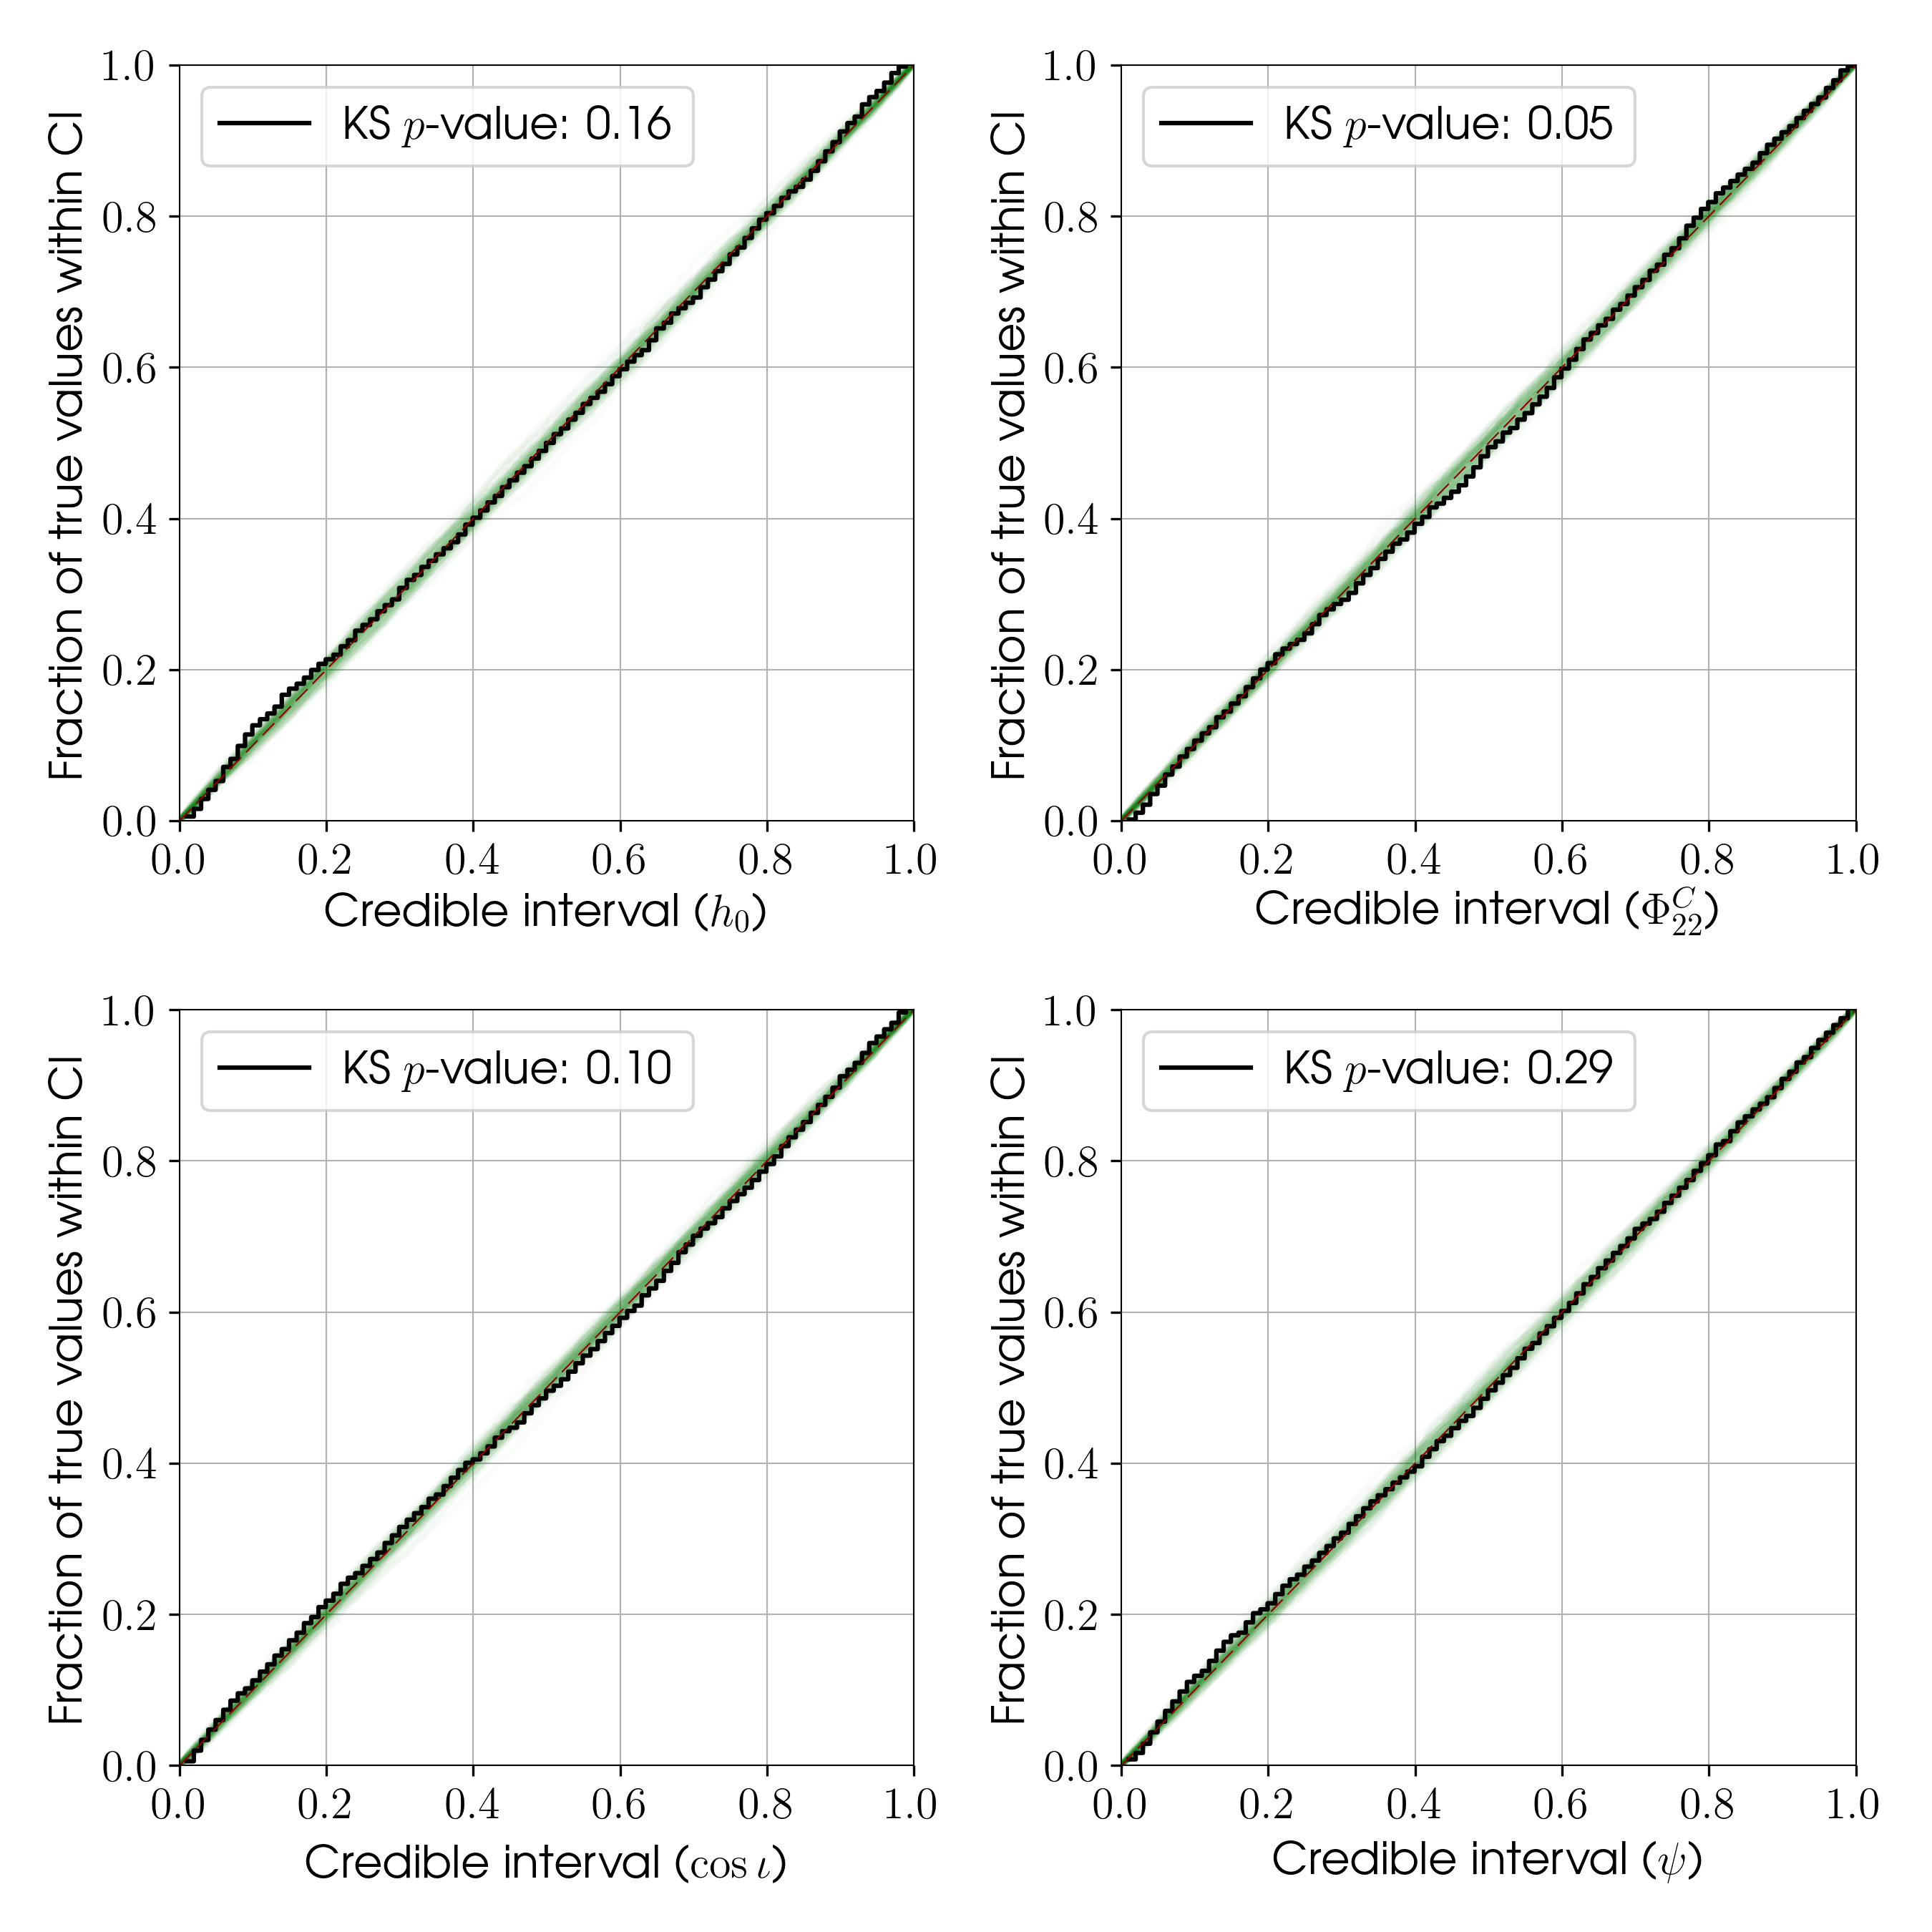 KS p-value: 0.16
Fraction of true values within CI
1.0
0.8
0.6
0.4
0.2
0.0
0.0 0.2 0.4 0.6 0.8 1.0
Credible interval (h₀)
KS p-value: 0.05
Fraction of true values within CI
1.0
0.8
0.6
0.4
0.2
0.0
0.0 0.2 0.4 0.6 0.8 1.0
Credible interval (Φ₂₂ᶜ)
KS p-value: 0.10
Fraction of true values within CI
1.0
0.8
0.6
0.4
0.2
0.0
0.0 0.2 0.4 0.6 0.8 1.0
Credible interval (cos ι)
KS p-value: 0.29
Fraction of true values within CI
1.0
0.8
0.6
0.4
0.2
0.0
0.0 0.2 0.4 0.6 0.8 1.0
Credible interval (ψ)